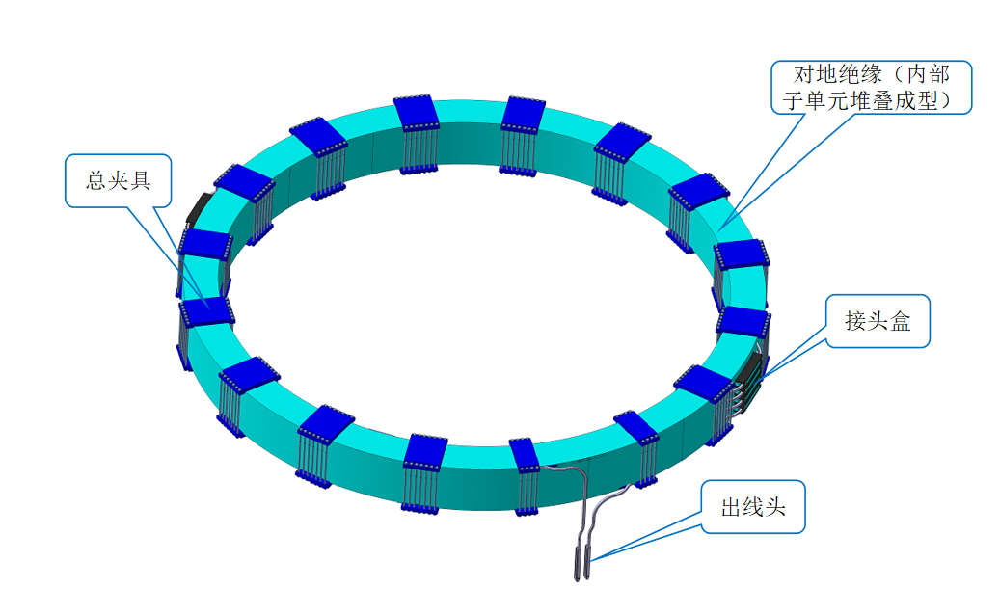 对地绝缘（内部
子单元堆叠成型）
总夹具
接头盒
出线头